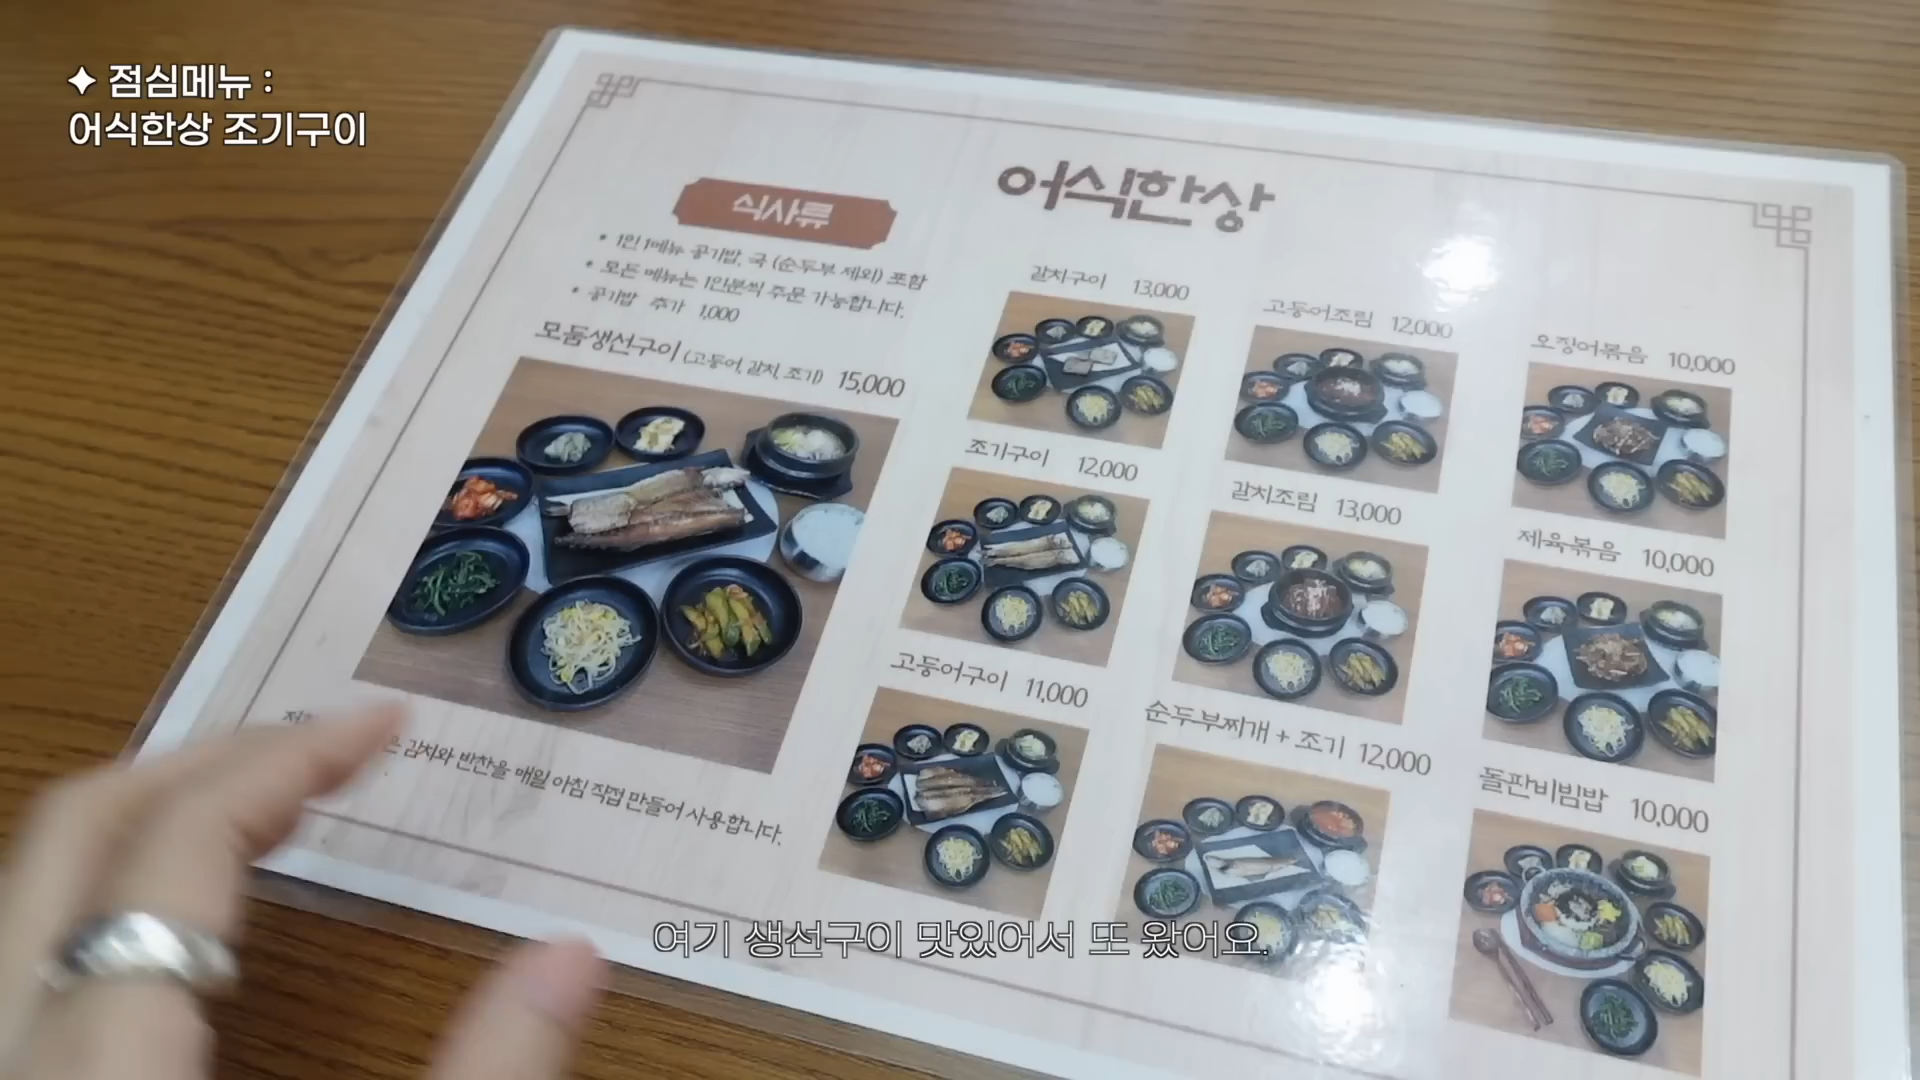 ✦ 점심메뉴 :
어식한상 조기구이
어식한상
식사류
* 1인 1메뉴 공기밥, 국 (순두부 제외) 포함
* 모든 메뉴는 1인분씩 주문 가능합니다.
* 공기밥 추가 1,000
모둠생선구이 (고등어, 갈치, 조기) 15,000
갈치구이 13,000
조기구이 12,000
고등어구이 11,000
고등어조림 12,000
갈치조림 13,000
순두부찌개 + 조기 12,000
오징어볶음 10,000
제육볶음 10,000
돌판비빔밥 10,000
김치와 반찬을 매일 아침 직접 만들어 사용합니다.
여기 생선구이 맛있어서 또 왔어요.